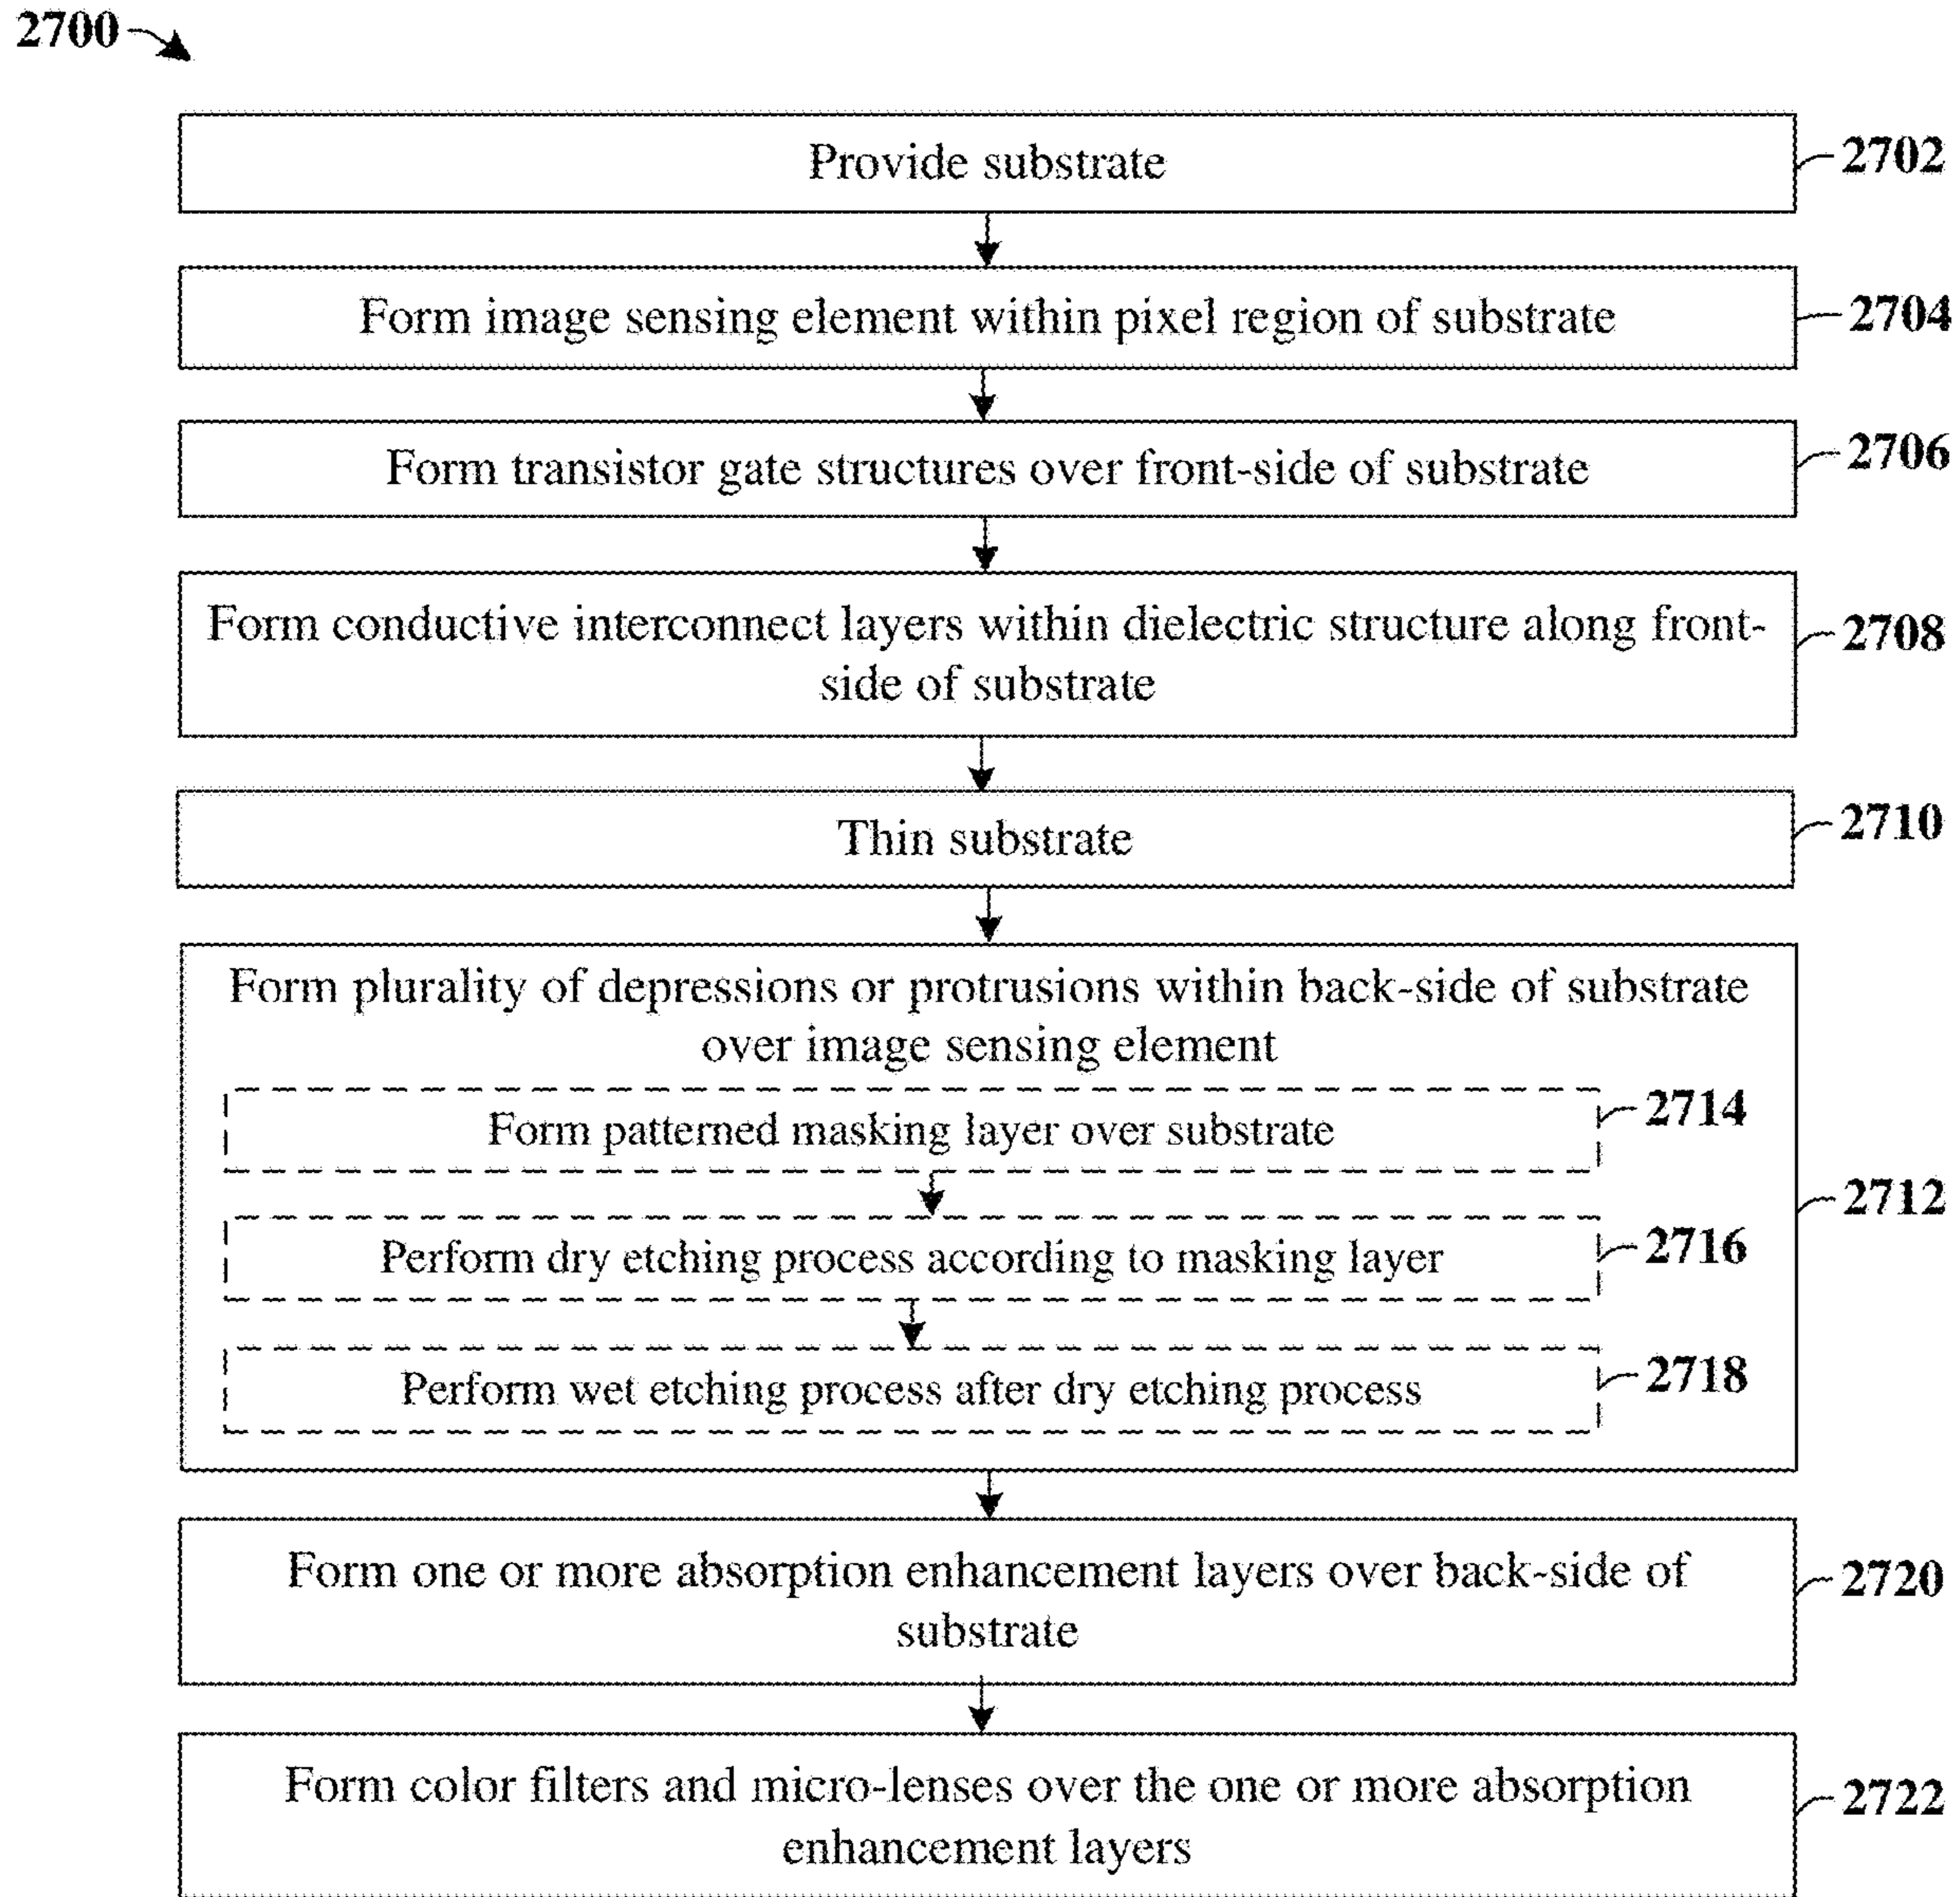 2700
Provide substrate
2702
Form image sensing element within pixel region of substrate
2704
Form transistor gate structures over front-side of substrate
2706
Form conductive interconnect layers within dielectric structure along front-
side of substrate
2708
Thin substrate
2710
Form plurality of depressions or protrusions within back-side of substrate
over image sensing element
2712
Form patterned masking layer over substrate
2714
Perform dry etching process according to masking layer
2716
Perform wet etching process after dry etching process
2718
Form one or more absorption enhancement layers over back-side of
substrate
2720
Form color filters and micro-lenses over the one or more absorption
enhancement layers
2722